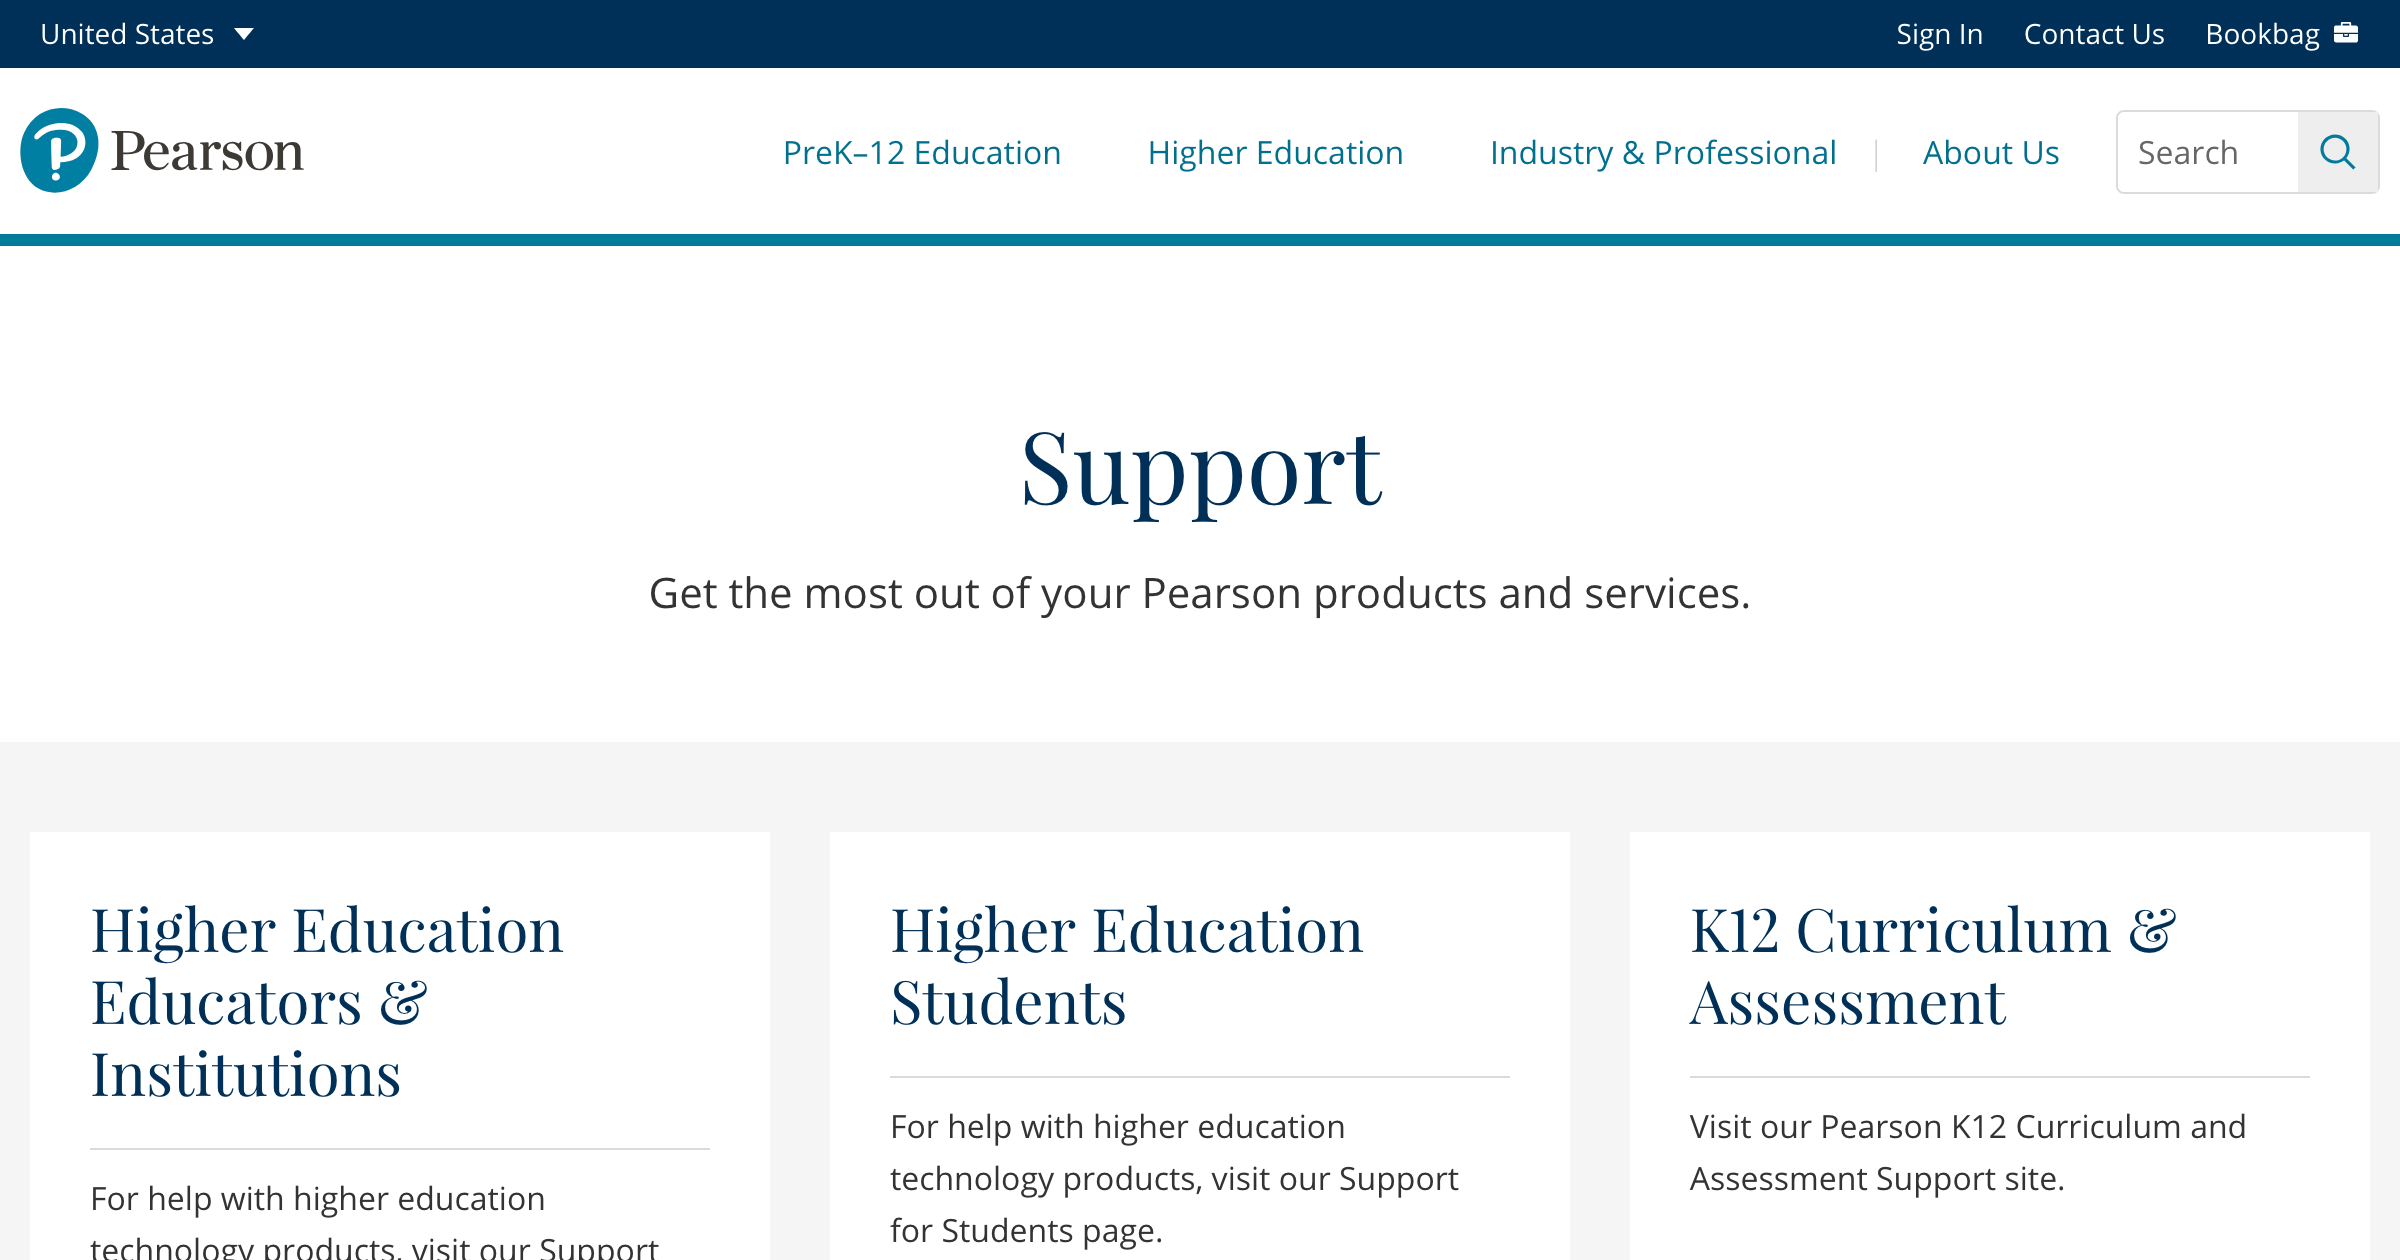 United States
Sign In Contact Us Bookbag
Pearson
PreK–12 Education Higher Education Industry & Professional About Us Search
Support
Get the most out of your Pearson products and services.
Higher Education
Educators &
Institutions
For help with higher education
technology products, visit our Support
Higher Education
Students
For help with higher education
technology products, visit our Support
for Students page.
K12 Curriculum &
Assessment
Visit our Pearson K12 Curriculum and
Assessment Support site.